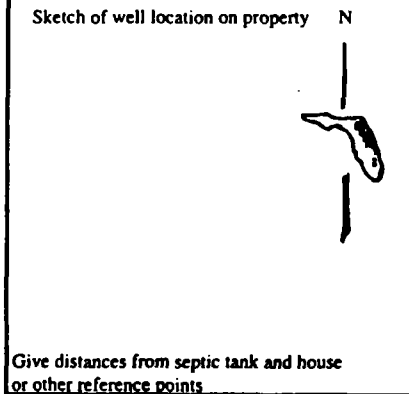 Sketch of well location on property N
Give distances from septic tank and house
or other reference points